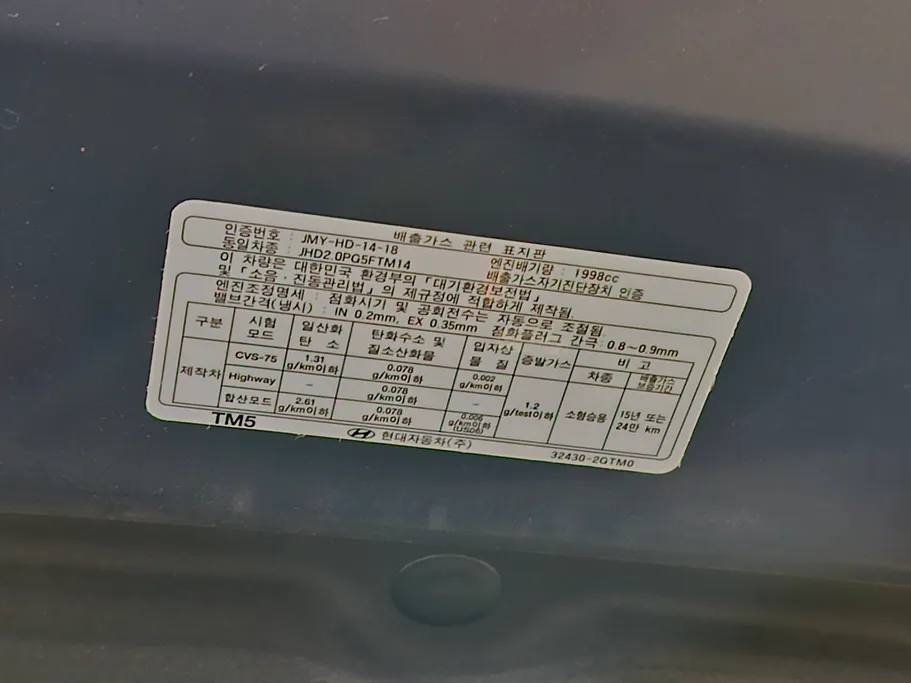 배출가스 관련 표지판
인증번호 : JMY-HD-14-18 엔진배기량 : 1998cc
동일차종 : JHD2.0PG5FTM14 배출가스자기진단장치 인증
이 차량은 대한민국 환경부의 「대기환경보전법」
및 「소음·진동관리법」의 제규정에 적합하게 제작됨
엔진조정명세 : 점화시기 및 공회전수는 자동으로 조절됨
밸브간격(냉시) : IN 0.2mm, EX 0.35mm 점화플러그 간극 : 0.8~0.9mm
구분 시험 모드 일산화 탄소 탄화수소 및 질소산화물 입자상 물질 증발가스 비고
차종 배출가스 보증기간
제작차 CVS-75 1.31 g/km이하 0.078 g/km이하 0.002 g/km이하 1.2 g/test이하 소형승용 15년 또는 24만 km
Highway - 0.078 g/km이하 -
합산모드 2.61 g/km이하 0.078 g/km이하 0.006 g/km이하 (US06)
TM5 현대자동차(주) 32430-2GTM0